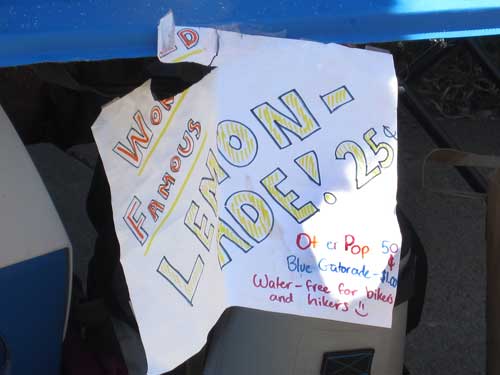 WORLD
FAMOUS
LEMON-
ADE! 25¢
Otter Pop 50¢
Blue Gatorade-$1.00
Water-free for bikers
and hikers